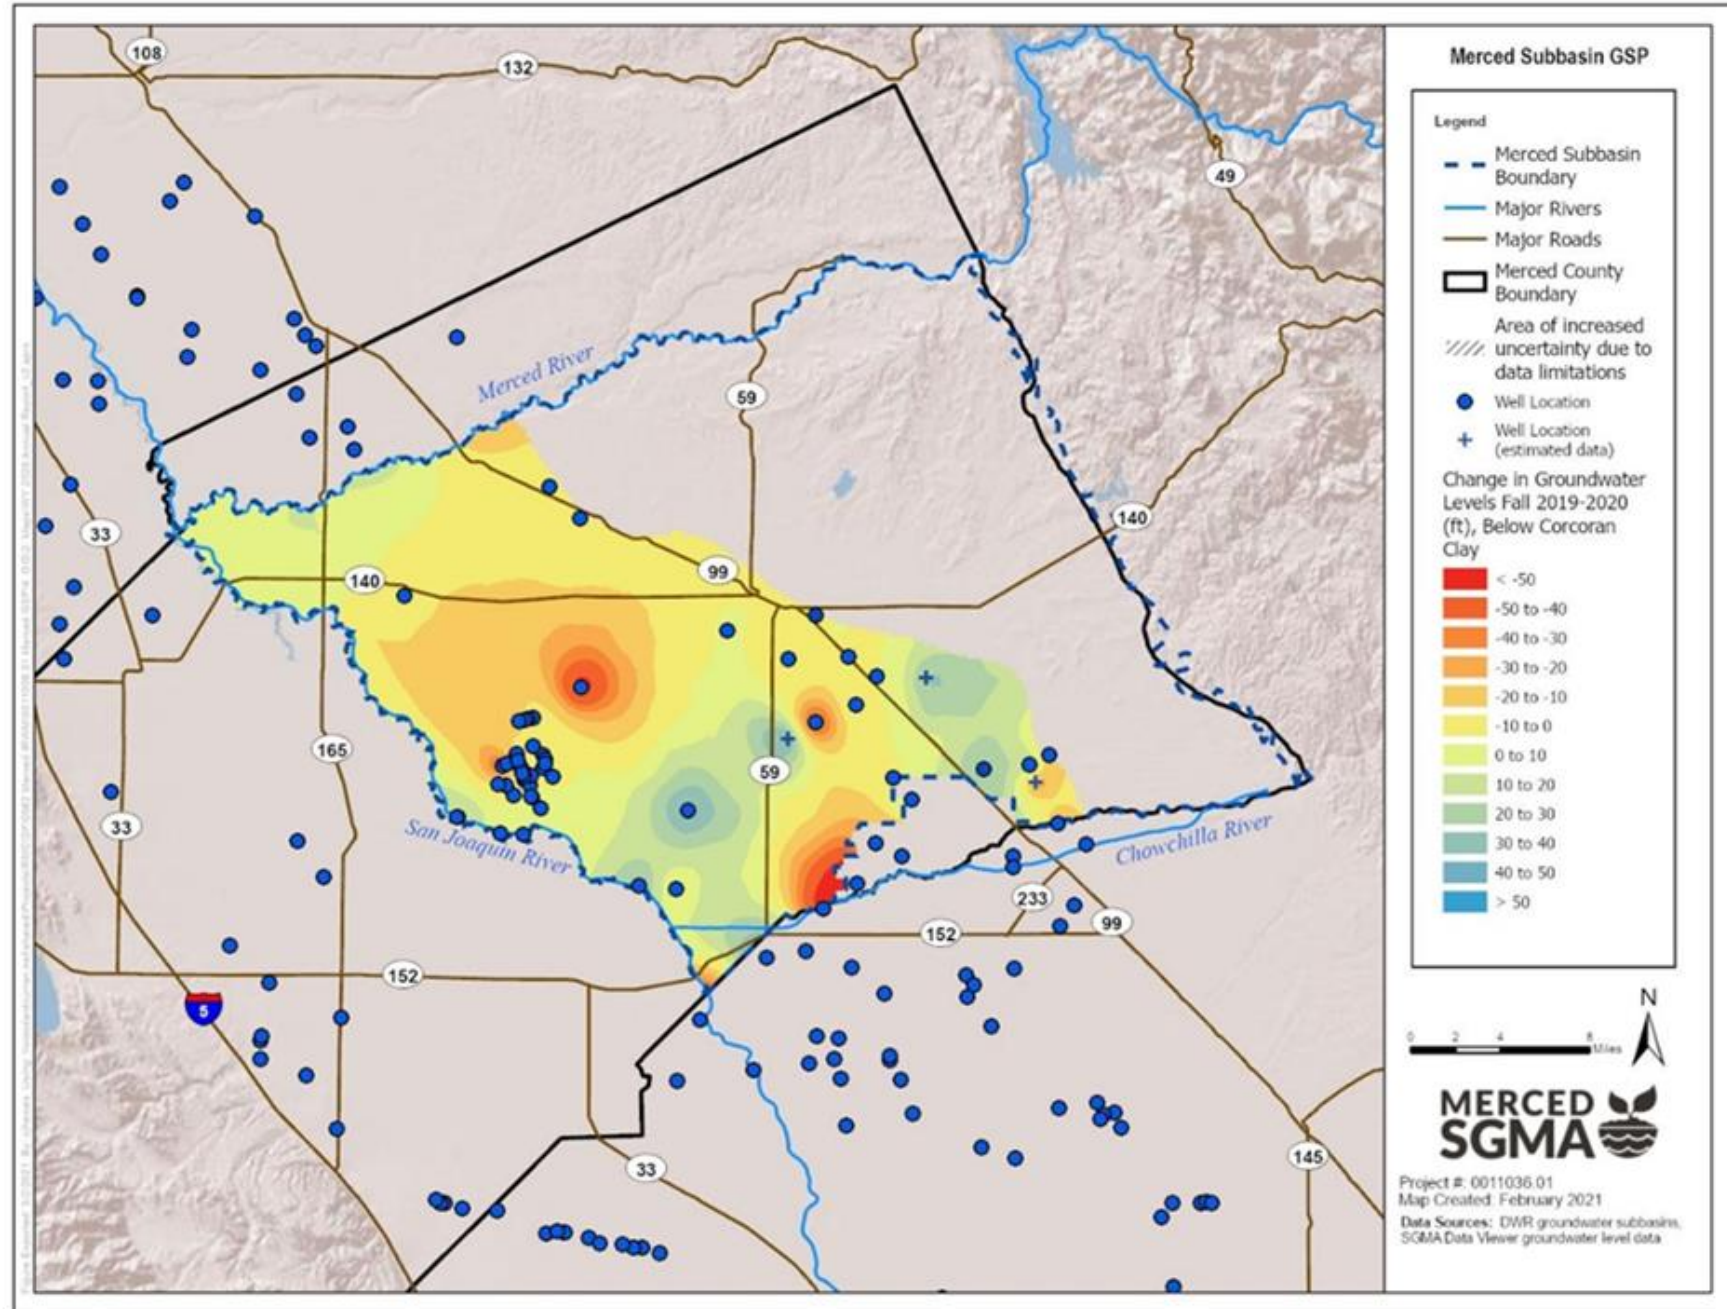 Merced Subbasin GSP
Legend
Merced Subbasin
Boundary
Major Rivers
Major Roads
Merced County
Boundary
Area of increased
uncertainty due to
data limitations
Well Location
Well Location
(estimated data)
Change in Groundwater
Levels Fall 2019-2020
(ft), Below Corcoran
Clay
< -50
-50 to -40
-40 to -30
-30 to -20
-20 to -10
-10 to 0
0 to 10
10 to 20
20 to 30
30 to 40
40 to 50
> 50
N
0 2 4 8
Miles
MERCED
SGMA
Project #: 0011036.01
Map Created: February 2021
Data Sources: DWR groundwater subbasins,
SGMA Data Viewer groundwater level data
108
132
49
Merced River
59
33
140
140
99
165
59
33
San Joaquin River
Chowchilla River
233
99
152
152
5
33
145